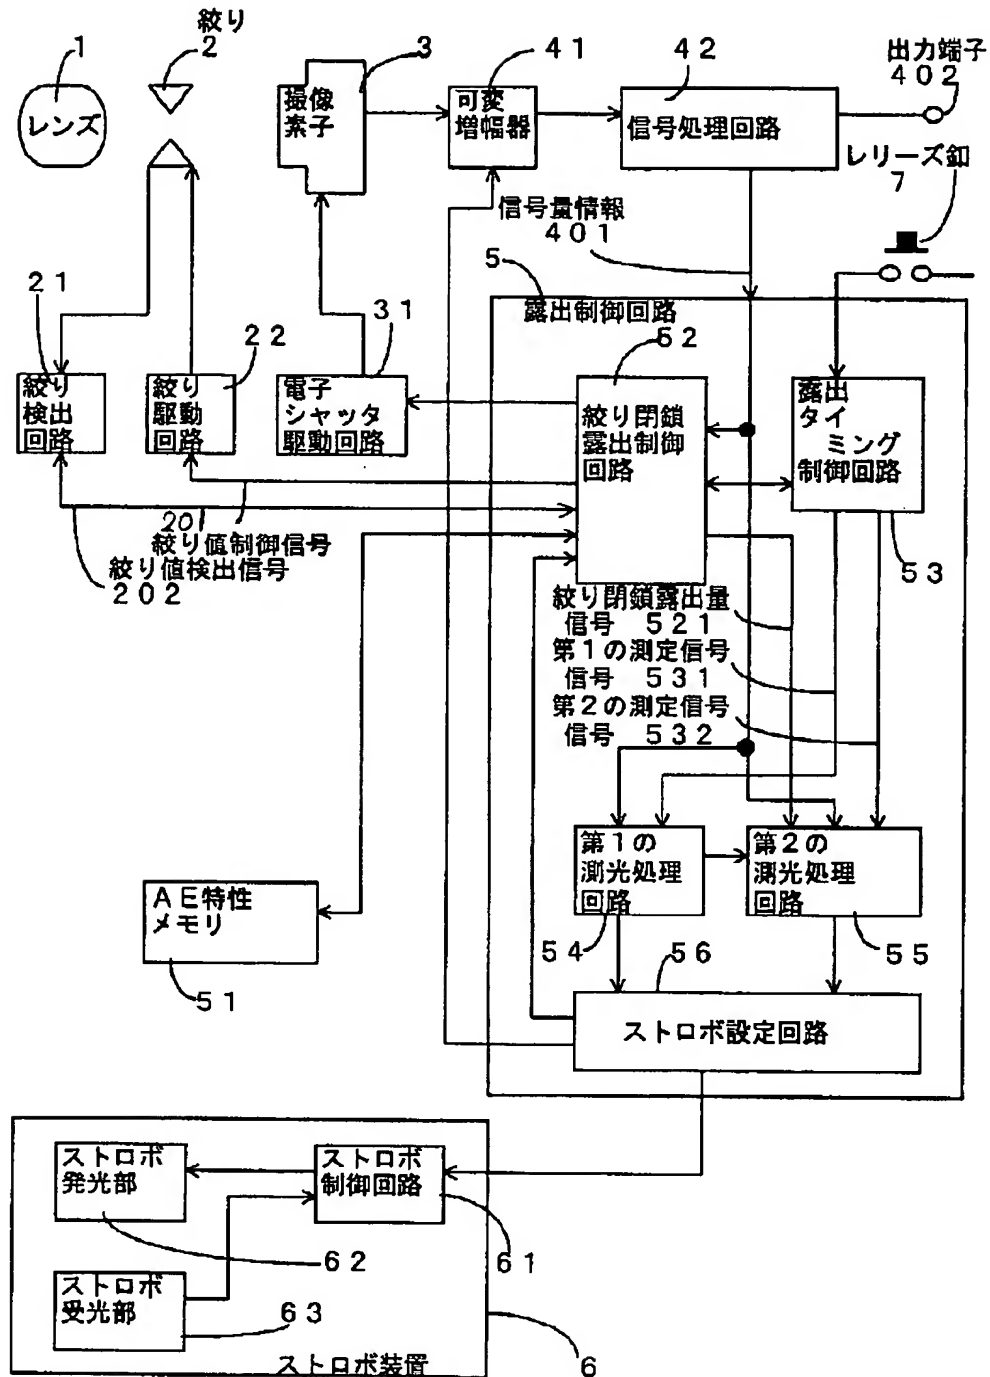 絞り
1
2
3
41
42
出力端子
402
レンズ
撮像
素子
可変
増幅器
信号処理回路
レリーズ釦
7
信号量情報
401
5
露出制御回路
21
22
31
52
絞り
検出
回路
絞り
駆動
回路
電子
シャッタ
駆動回路
絞り閉鎖
露出制御
回路
露出
タイ
ミング
制御回路
201
絞り値制御信号
絞り値検出信号
202
53
絞り閉鎖露出量
信号 521
第1の測定信号
信号 531
第2の測定信号
信号 532
第1の
測光処理
回路
第2の
測光処理
回路
AE特性
メモリ
54
56
55
51
ストロボ設定回路
ストロボ
発光部
ストロボ
制御回路
62
61
ストロボ
受光部
63
ストロボ装置
6